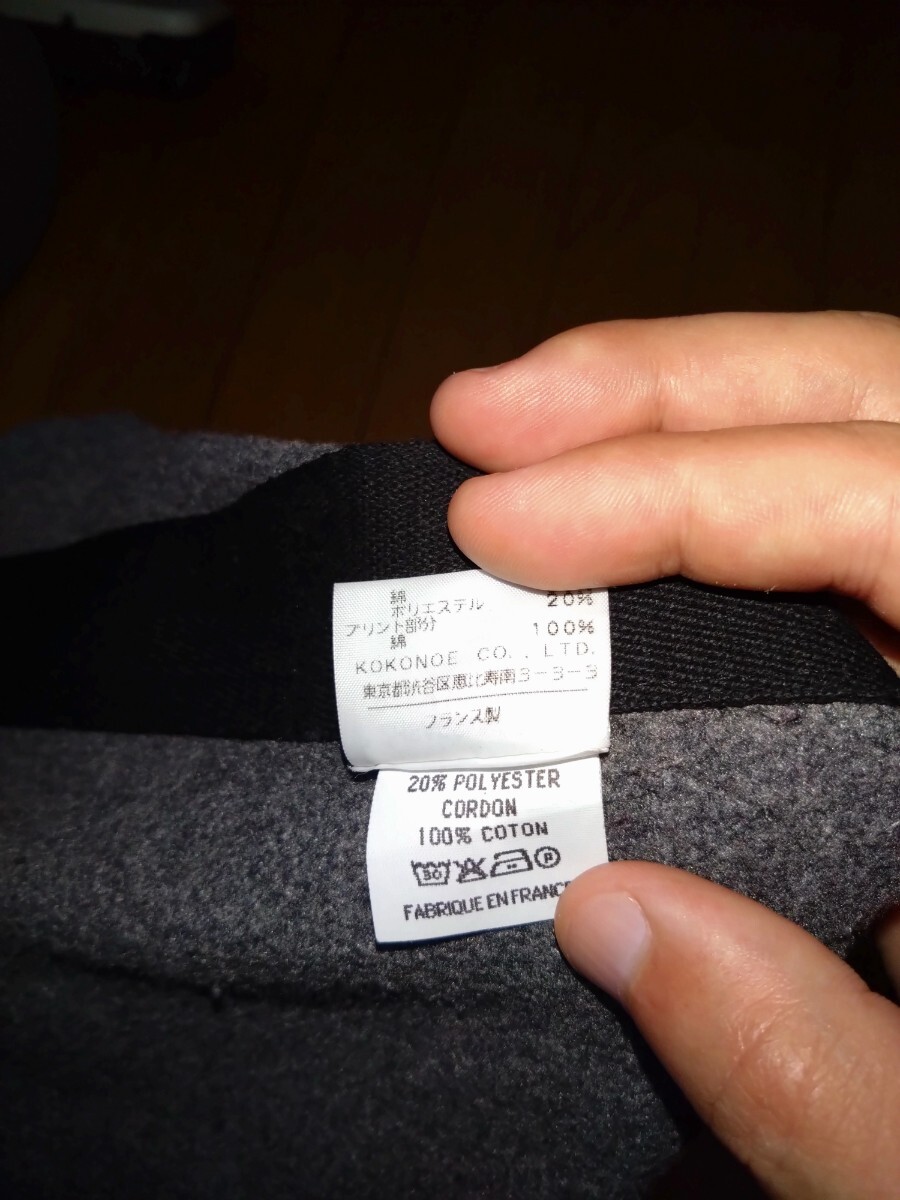 綿
ポリエステル 20%
プリント部分
綿 100%
KOKONOE CO., LTD.
東京都渋谷区恵比寿南3-3-3
フランス製
20% POLYESTER
CORDON
100% COTON
30 P
FABRIQUE EN FRANCE